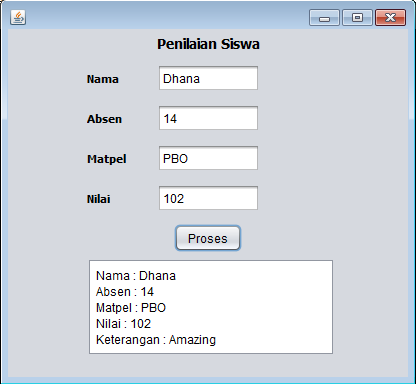 Penilaian Siswa
Nama Dhana
Absen 14
Matpel PBO
Nilai 102
Proses
Nama : Dhana
Absen : 14
Matpel : PBO
Nilai : 102
Keterangan : Amazing